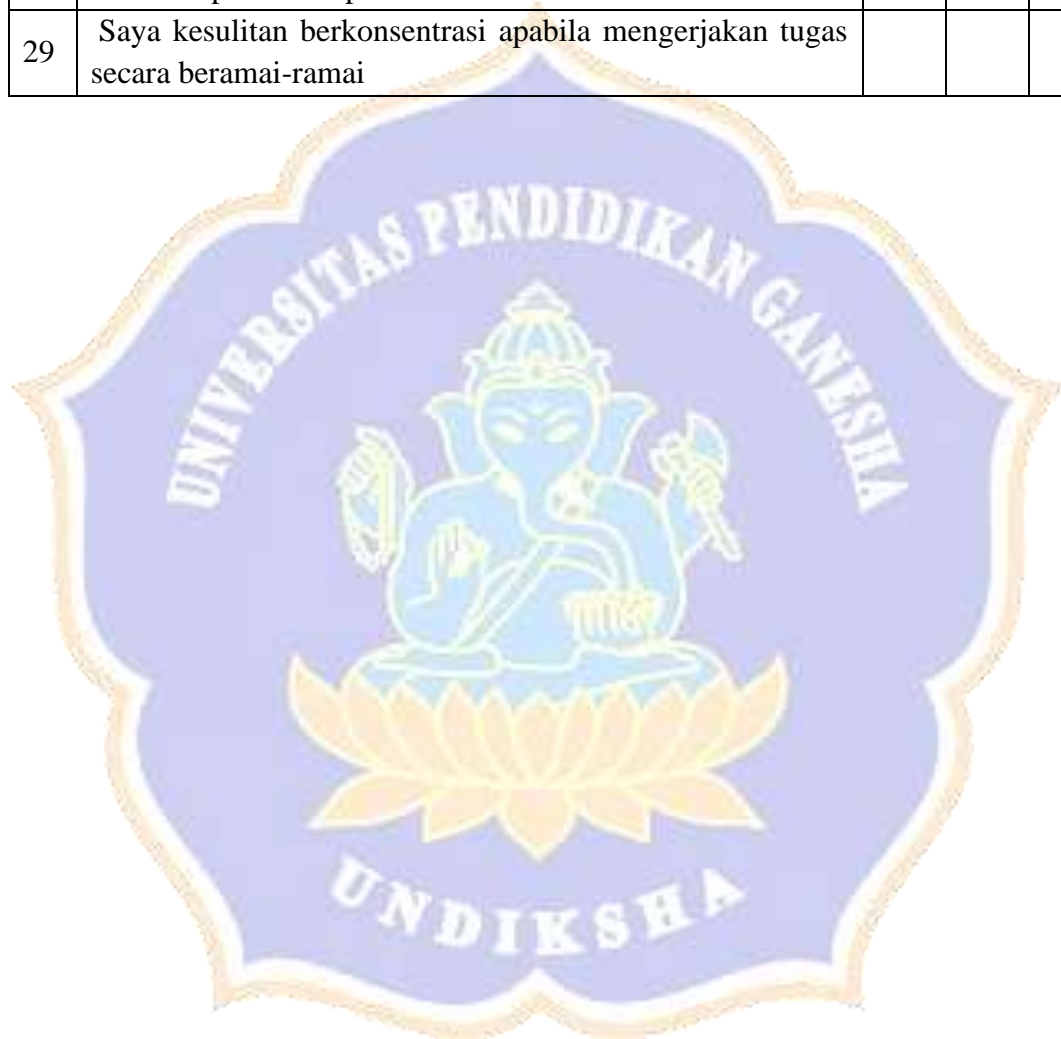 29
Saya kesulitan berkonsentrasi apabila mengerjakan tugas
secara beramai-ramai
UNIVERSITAS PENDIDIKAN GANESHA
UNDIKSHA